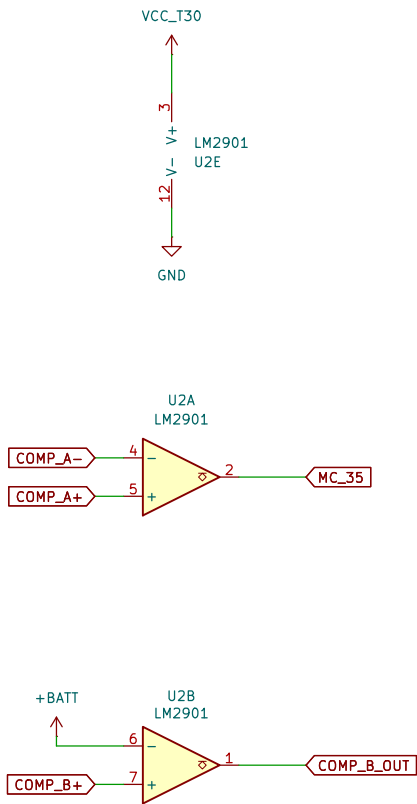 VCC_T30
3
V+
LM2901
U2E
V-
12
GND
U2A
LM2901
COMP_A-
4
-
2
MC_35
COMP_A+
5
+
+BATT
U2B
LM2901
6
-
1
COMP_B_OUT
COMP_B+
7
+